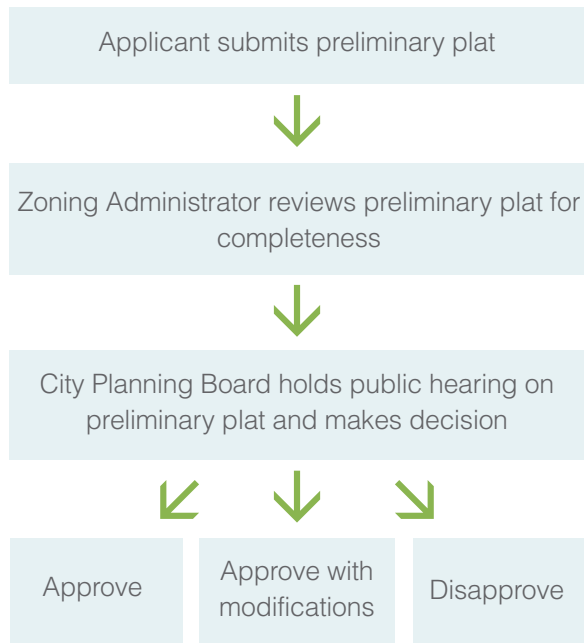 Applicant submits preliminary plat
Zoning Administrator reviews preliminary plat for
completeness
City Planning Board holds public hearing on
preliminary plat and makes decision
Approve
Approve with
modifications
Disapprove